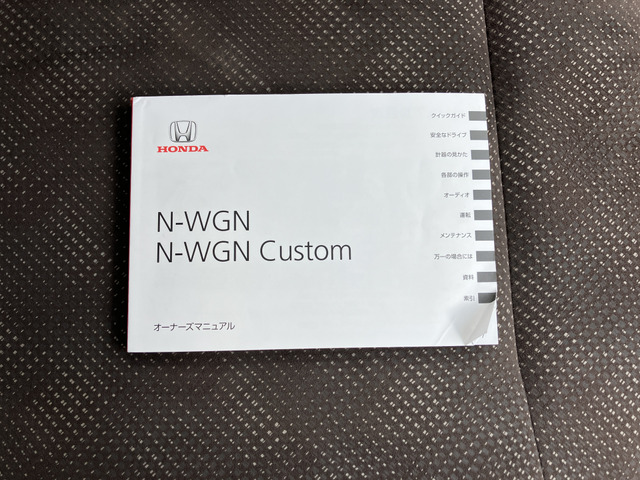 HONDA
N-WGN
N-WGN Custom
オーナーズマニュアル
クイックガイド
安全なドライブ
計器の見かた
各部の操作
オーディオ
運転
メンテナンス
万一の場合には
資料
索引